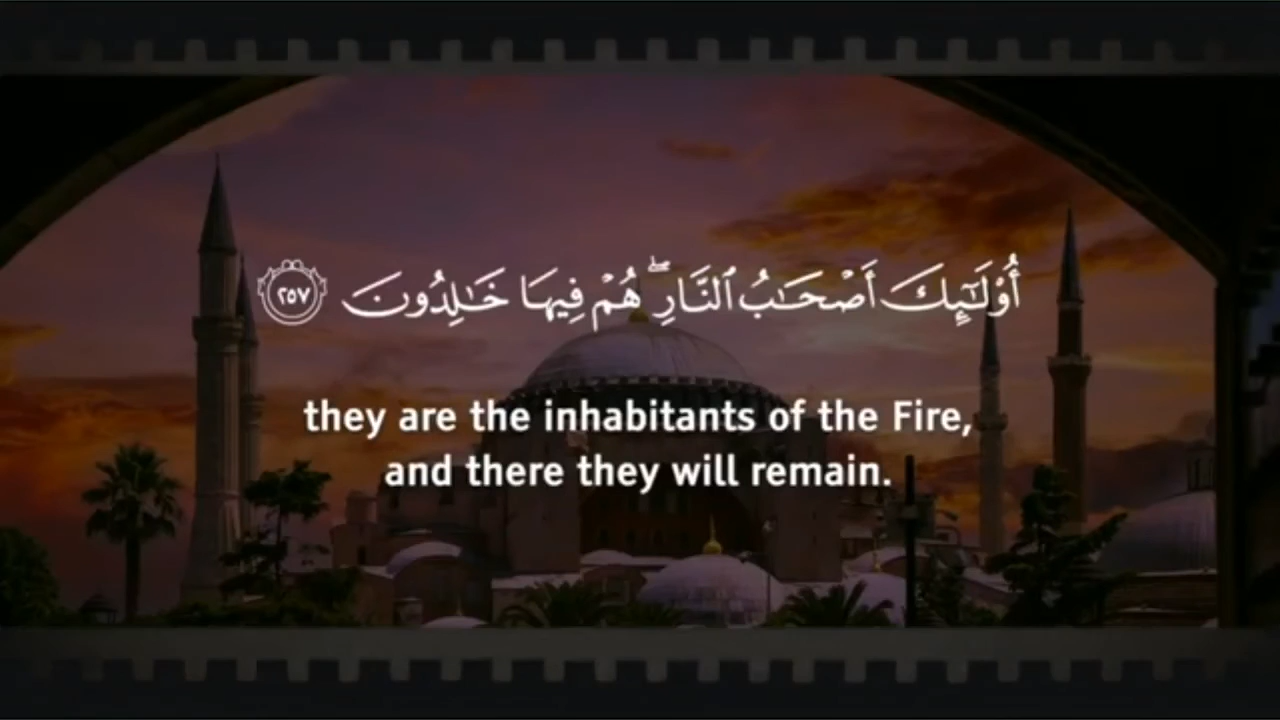 أُوْلَـٰٓئِكَ أَصۡحَـٰبُ ٱلنَّارِۖ هُمۡ فِيهَا خَـٰلِدُونَ ٢٥٧
they are the inhabitants of the Fire,
and there they will remain.